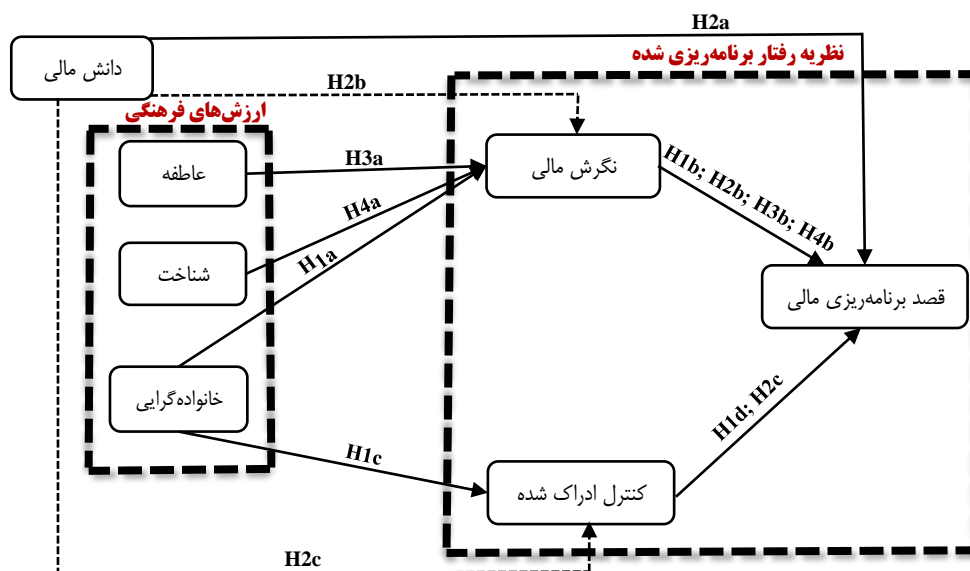 H2a
دانش مالی
نظریه رفتار برنامه‌ریزی شده
H2b
ارزش‌های فرهنگی
عاطفه
H3a
نگرش مالی
H1b; H2b; H3b; H4b
H4a
شناخت
H1a
قصد برنامه‌ریزی مالی
خانواده‌گرایی
H1d; H2c
H1c
کنترل ادراک شده
H2c